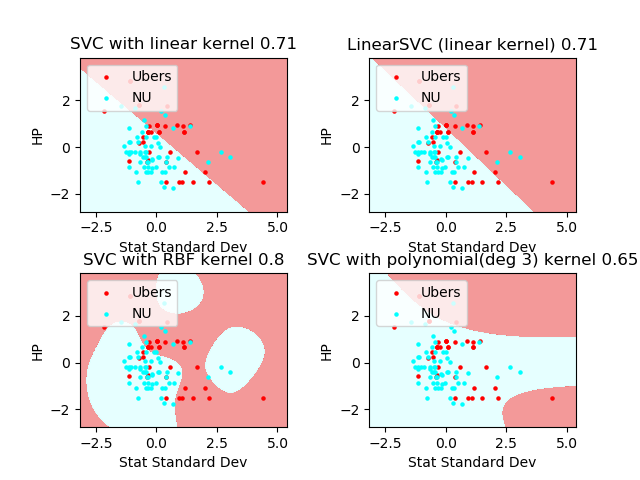 SVC with linear kernel 0.71
LinearSVC (linear kernel) 0.71
Ubers
NU
HP
2
0
−2
−2.5
0.0
2.5
5.0
Stat Standard Dev
Ubers
NU
HP
2
0
−2
−2.5
0.0
2.5
5.0
Stat Standard Dev
SVC with RBF kernel 0.8
SVC with polynomial(deg 3) kernel 0.65
Ubers
NU
HP
2
0
−2
−2.5
0.0
2.5
5.0
Stat Standard Dev
Ubers
NU
HP
2
0
−2
−2.5
0.0
2.5
5.0
Stat Standard Dev